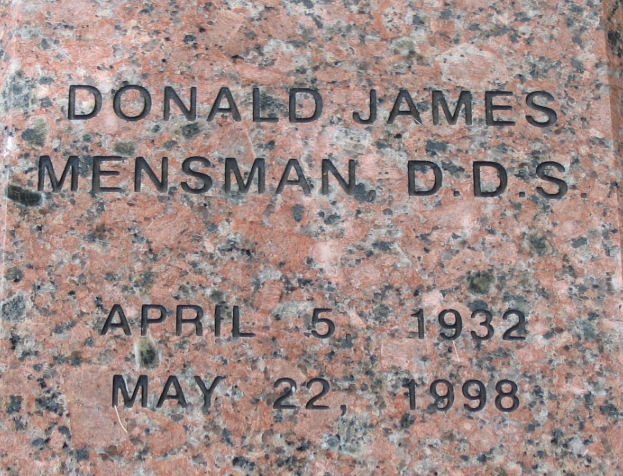 DONALD JAMES
MENSMAN, D.D.S.
APRIL 5, 1932
MAY 22, 1998